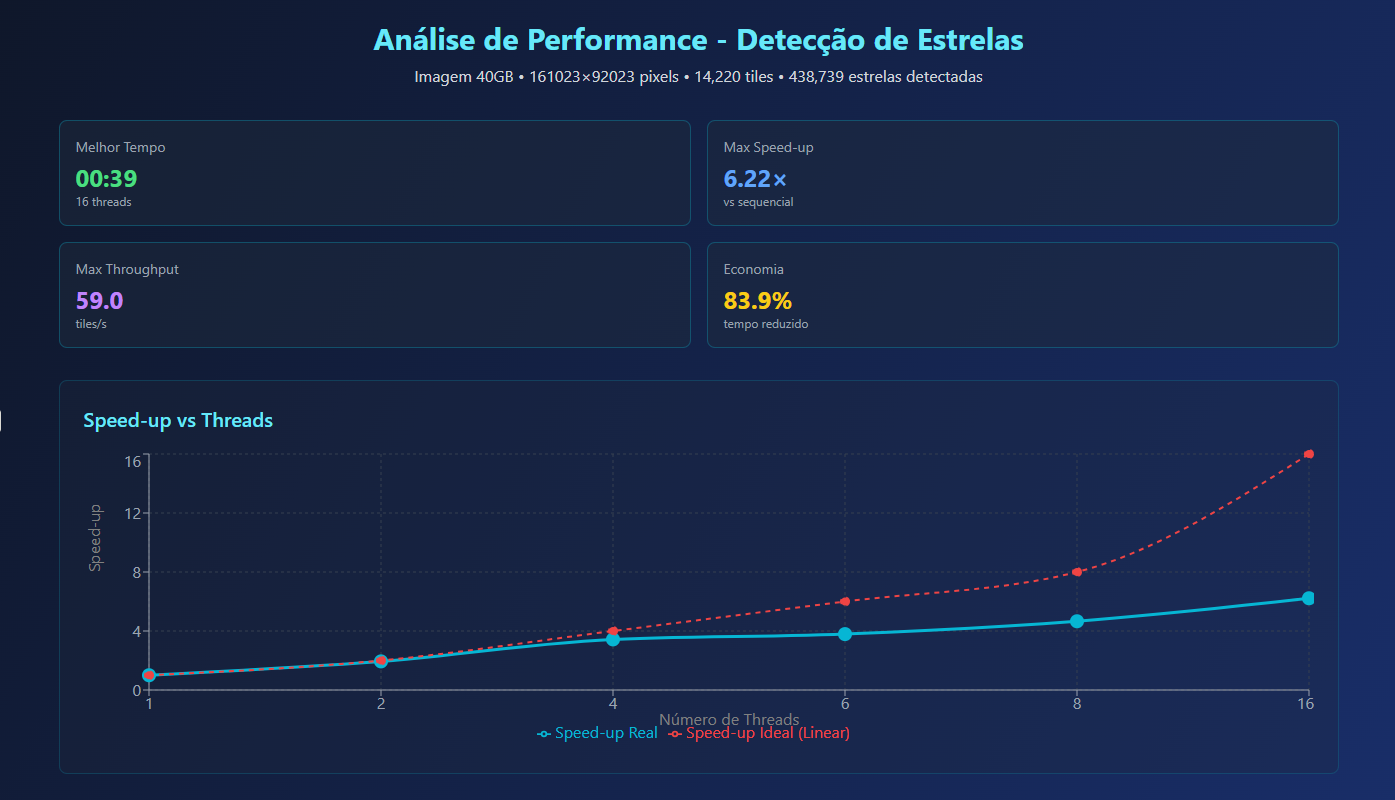 Análise de Performance - Detecção de Estrelas
Imagem 40GB • 161023×92023 pixels • 14,220 tiles • 438,739 estrelas detectadas
Melhor Tempo
00:39
16 threads
Max Speed-up
6.22×
vs sequencial
Max Throughput
59.0
tiles/s
Economia
83.9%
tempo reduzido
Speed-up vs Threads
Speed-up
16
12
8
4
0
1 2 4 6 8 16
Número de Threads
Speed-up Real Speed-up Ideal (Linear)